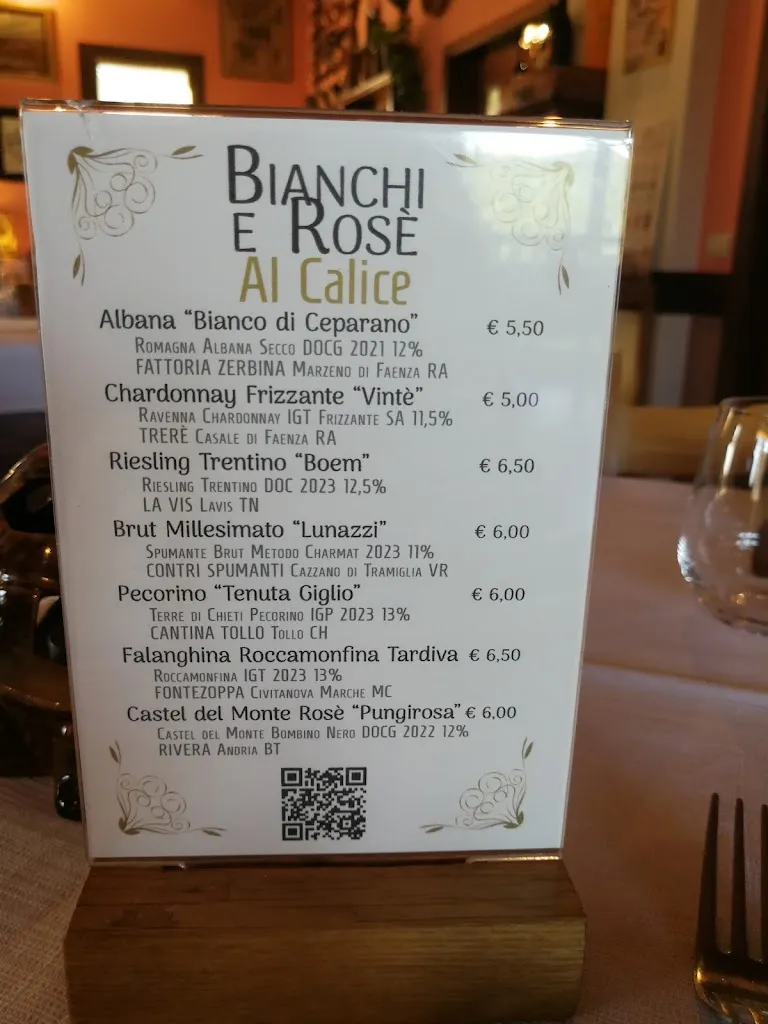 BIANCHI
E ROSÈ
Al Calice
Albana “Bianco di Ceparano” € 5,50
ROMAGNA ALBANA SECCO DOCG 2021 12%
FATTORIA ZERBINA MARZENO DI FAENZA RA
Chardonnay Frizzante “Vintè” € 5,00
RAVENNA CHARDONNAY IGT FRIZZANTE SA 11,5%
TRERÈ CASALE DI FAENZA RA
Riesling Trentino “Boem” € 6,50
RIESLING TRENTINO DOC 2023 12,5%
LA VIS LAVIS TN
Brut Millesimato “Lunazzi” € 6,00
SPUMANTE BRUT METODO CHARMAT 2023 11%
CONTRI SPUMANTI CAZZANO DI TRAMIGLIA VR
Pecorino “Tenuta Giglio” € 6,00
TERRE DI CHIETI PECORINO IGP 2023 13%
CANTINA TOLLO TOLLO CH
Falanghina Roccamonfina Tardiva € 6,50
ROCCAMONFINA IGT 2023 13%
FONTEZOPPA CIVITANOVA MARCHE MC
Castel del Monte Rosè “Pungirosa” € 6,00
CASTEL DEL MONTE BOMBINO NERO DOCG 2022 12%
RIVERA ANDRIA BT